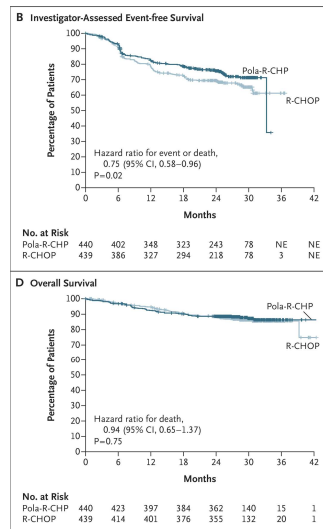 B Investigator-Assessed Event-free Survival
Percentage of Patients
100
90
80
70
60
50
40
30
20
10
0
Pola-R-CHP
R-CHOP
Hazard ratio for event or death,
0.75 (95% CI, 0.58–0.96)
P=0.02
0 6 12 18 24 30 36 42
Months
No. at Risk
Pola-R-CHP 440 402 348 323 243 78 NE NE
R-CHOP 439 386 327 294 218 78 3 NE
D Overall Survival
Percentage of Patients
100
90
80
70
60
50
40
30
20
10
0
Pola-R-CHP
R-CHOP
Hazard ratio for death,
0.94 (95% CI, 0.65–1.37)
P=0.75
0 6 12 18 24 30 36 42
Months
No. at Risk
Pola-R-CHP 440 423 397 384 362 140 15 1
R-CHOP 439 414 401 376 355 132 20 1